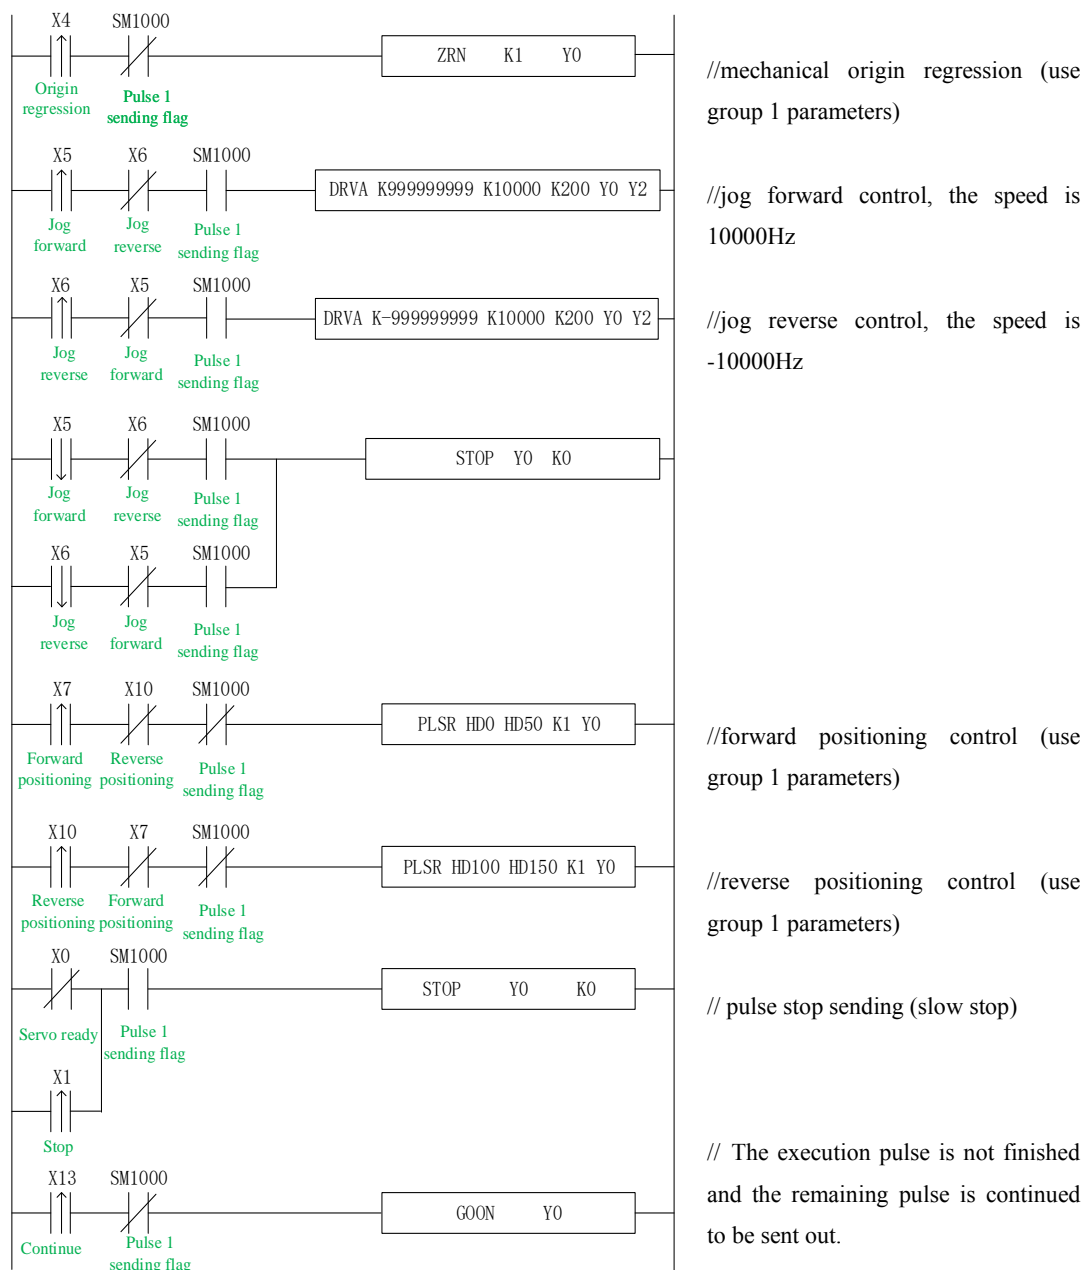 X4 SM1000
ZRN K1 Y0
Origin
regression
Pulse 1
sending flag
//mechanical origin regression (use
group 1 parameters)
X5 X6 SM1000
DRVA K999999999 K10000 K200 Y0 Y2
Jog
forward
Jog
reverse
Pulse 1
sending flag
//jog forward control, the speed is
10000Hz
X6 X5 SM1000
DRVA K-999999999 K10000 K200 Y0 Y2
Jog
reverse
Jog
forward
Pulse 1
sending flag
//jog reverse control, the speed is
-10000Hz
X5 X6 SM1000
STOP Y0 K0
Jog
forward
Jog
reverse
Pulse 1
sending flag
X6 X5 SM1000
Jog
reverse
Jog
forward
Pulse 1
sending flag
X7 X10 SM1000
PLSR HD0 HD50 K1 Y0
Forward
positioning
Reverse
positioning
Pulse 1
sending flag
//forward positioning control (use
group 1 parameters)
X10 X7 SM1000
PLSR HD100 HD150 K1 Y0
Reverse
positioning
Forward
positioning
Pulse 1
sending flag
//reverse positioning control (use
group 1 parameters)
X0 SM1000
STOP Y0 K0
Servo ready
Pulse 1
sending flag
// pulse stop sending (slow stop)
X1
Stop
X13 SM1000
GOON Y0
Continue
Pulse 1
sending flag
// The execution pulse is not finished
and the remaining pulse is continued
to be sent out.